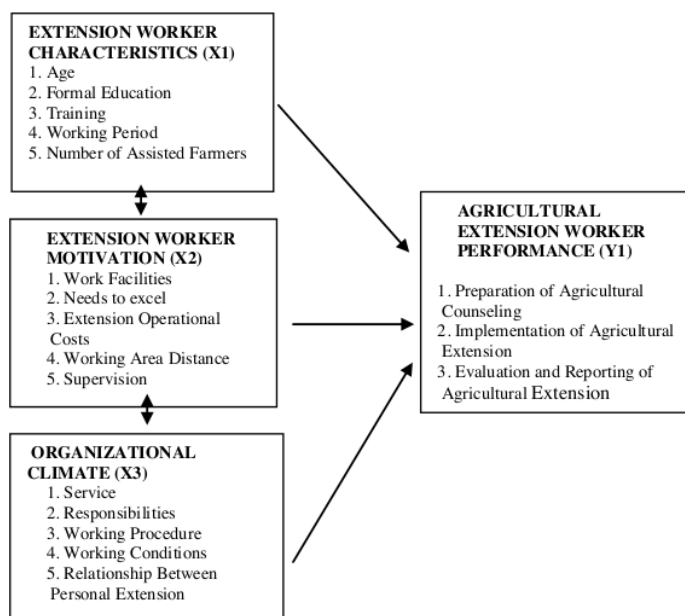 EXTENSION WORKER
CHARACTERISTICS (X1)
1. Age
2. Formal Education
3. Training
4. Working Period
5. Number of Assisted Farmers
EXTENSION WORKER
MOTIVATION (X2)
1. Work Facilities
2. Needs to excel
3. Extension Operational
Costs
4. Working Area Distance
5. Supervision
ORGANIZATIONAL
CLIMATE (X3)
1. Service
2. Responsibilities
3. Working Procedure
4. Working Conditions
5. Relationship Between
Personal Extension
AGRICULTURAL
EXTENSION WORKER
PERFORMANCE (Y1)
1. Preparation of Agricultural
Counseling
2. Implementation of Agricultural
Extension
3. Evaluation and Reporting of
Agricultural Extension